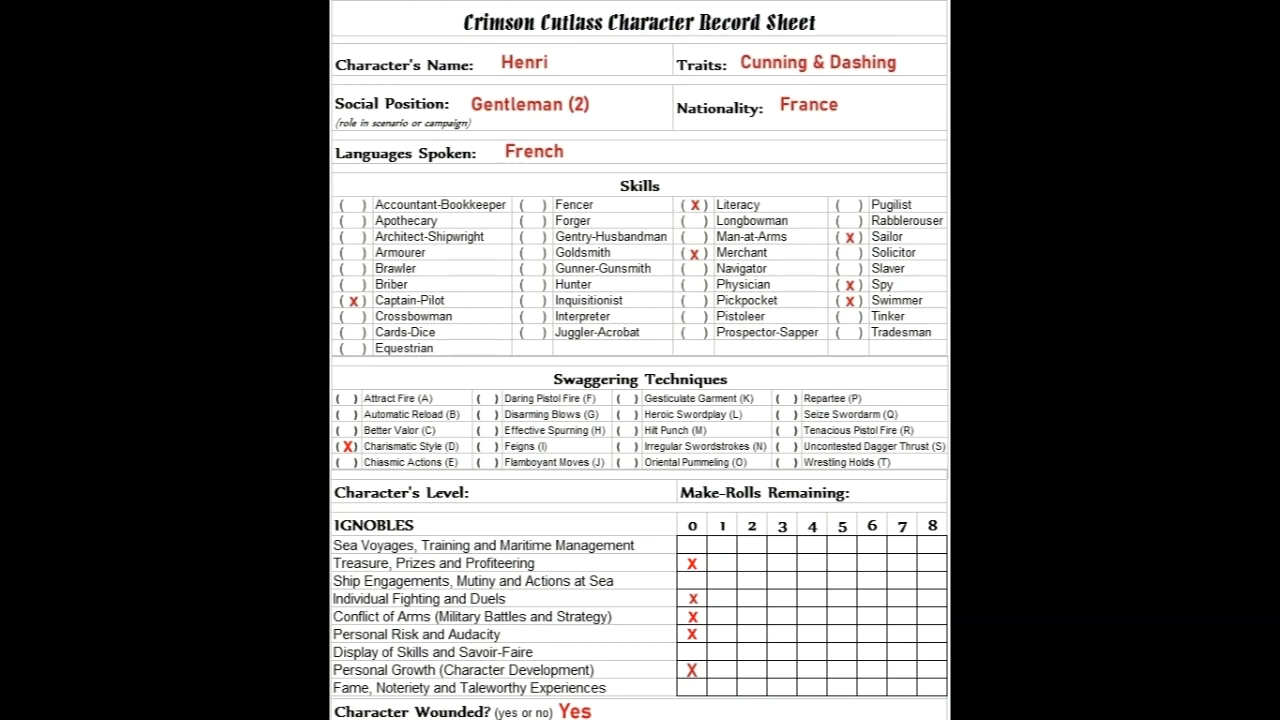 Crimson Cutlass Character Record Sheet
Character's Name: Henri Traits: Cunning & Dashing
Social Position: Gentleman (2) Nationality: France
(role in scenario or campaign)
Languages Spoken: French
Skills
( ) Accountant-Bookkeeper ( ) Fencer ( X ) Literacy ( ) Pugilist
( ) Apothecary ( ) Forger ( ) Longbowman ( ) Rabblerouser
( ) Architect-Shipwright ( ) Gentry-Husbandman ( ) Man-at-Arms ( X ) Sailor
( ) Armourer ( ) Goldsmith ( X ) Merchant ( ) Solicitor
( ) Brawler ( ) Gunner-Gunsmith ( ) Navigator ( ) Slaver
( ) Briber ( ) Hunter ( ) Physician ( X ) Spy
( X ) Captain-Pilot ( ) Inquisitionist ( ) Pickpocket ( X ) Swimmer
( ) Crossbowman ( ) Interpreter ( ) Pistoleer ( ) Tinker
( ) Cards-Dice ( ) Juggler-Acrobat ( ) Prospector-Sapper ( ) Tradesman
( ) Equestrian
Swaggering Techniques
( ) Attract Fire (A) ( ) Daring Pistol Fire (F) ( ) Gesticulate Garment (K) ( ) Repartee (P)
( ) Automatic Reload (B) ( ) Disarming Blows (G) ( ) Heroic Swordplay (L) ( ) Seize Swordarm (Q)
( ) Better Valor (C) ( ) Effective Spurning (H) ( ) Hilt Punch (M) ( ) Tenacious Pistol Fire (R)
( X ) Charismatic Style (D) ( ) Feigns (I) ( ) Irregular Swordstrokes (N) ( ) Uncontested Dagger Thrust (S)
( ) Chiasmic Actions (E) ( ) Flamboyant Moves (J) ( ) Oriental Pummeling (O) ( ) Wrestling Holds (T)
Character's Level: Make-Rolls Remaining:
IGNOBLES 0 1 2 3 4 5 6 7 8
Sea Voyages, Training and Maritime Management
Treasure, Prizes and Profiteering X
Ship Engagements, Mutiny and Actions at Sea
Individual Fighting and Duels X
Conflict of Arms (Military Battles and Strategy) X
Personal Risk and Audacity X
Display of Skills and Savoir-Faire
Personal Growth (Character Development) X
Fame, Noteriety and Taleworthy Experiences
Character Wounded? (yes or no) Yes